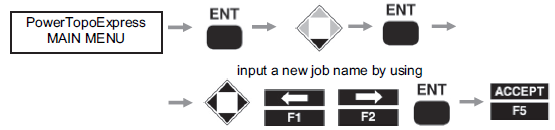 PowerTopoExpress
MAIN MENU
ENT
ENT
input a new job name by using
F1
F2
ENT
ACCEPT
F5